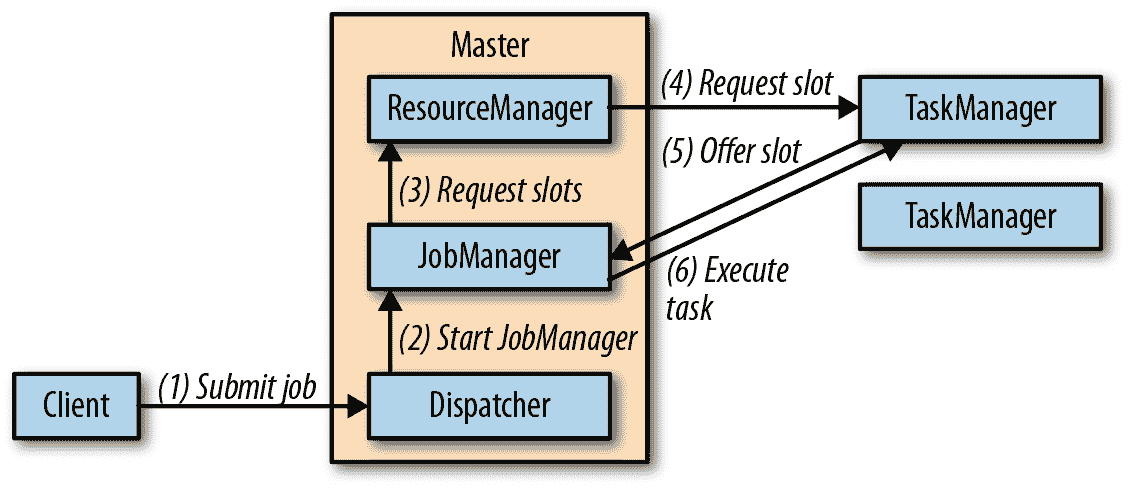 Master
ResourceManager
(4) Request slot
TaskManager
(5) Offer slot
(3) Request slots
TaskManager
JobManager
(6) Execute
task
(2) Start JobManager
Client
(1) Submit job
Dispatcher